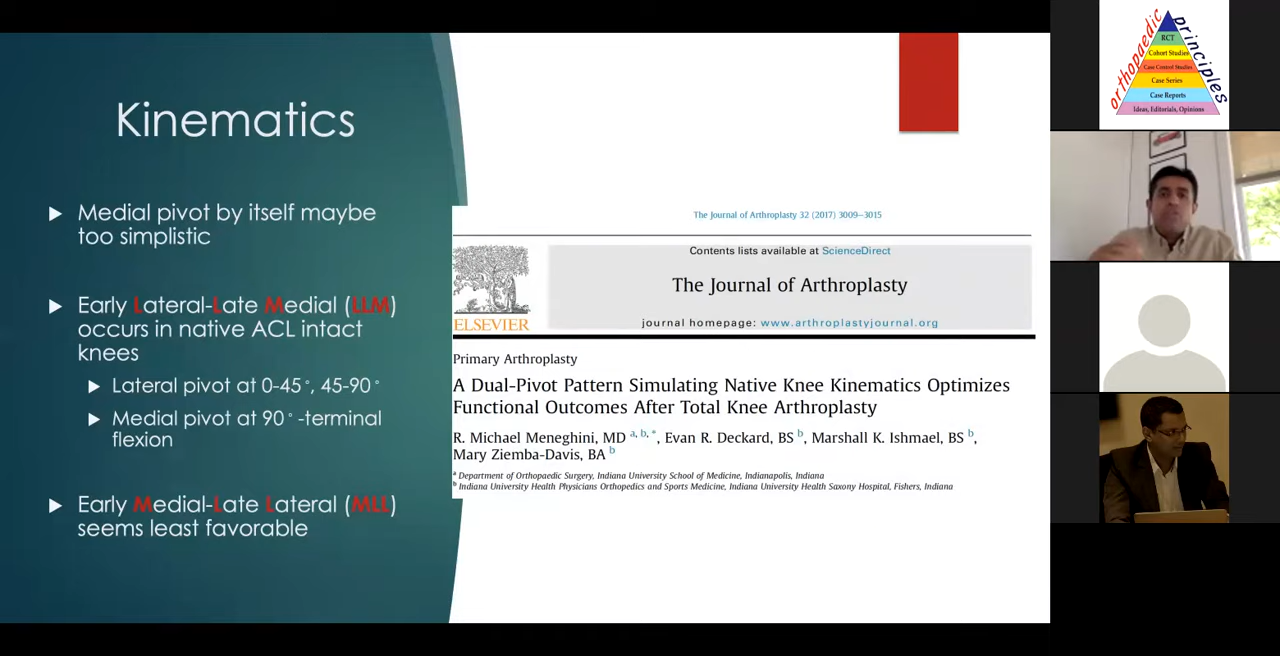 Kinematics
Medial pivot by itself maybe
too simplistic
Early Lateral-Late Medial (LLM)
occurs in native ACL intact
knees
Lateral pivot at 0-45°, 45-90°
Medial pivot at 90°-terminal
flexion
Early Medial-Late Lateral (MLL)
seems least favorable
The Journal of Arthroplasty 32 (2017) 3009–3015
Contents lists available at ScienceDirect
The Journal of Arthroplasty
journal homepage: www.arthroplastyjournal.org
ELSEVIER
Primary Arthroplasty
A Dual-Pivot Pattern Simulating Native Knee Kinematics Optimizes
Functional Outcomes After Total Knee Arthroplasty
R. Michael Meneghini, MD a, b, *, Evan R. Deckard, BS b, Marshall K. Ishmael, BS b,
Mary Ziemba-Davis, BA b
a Department of Orthopaedic Surgery, Indiana University School of Medicine, Indianapolis, Indiana
b Indiana University Health Physicians Orthopedics and Sports Medicine, Indiana University Health Saxony Hospital, Fishers, Indiana
orthopaedic principles
RCT
Cohort Studies
Case Control Studies
Case Series
Case Reports
Ideas, Editorials, Opinions